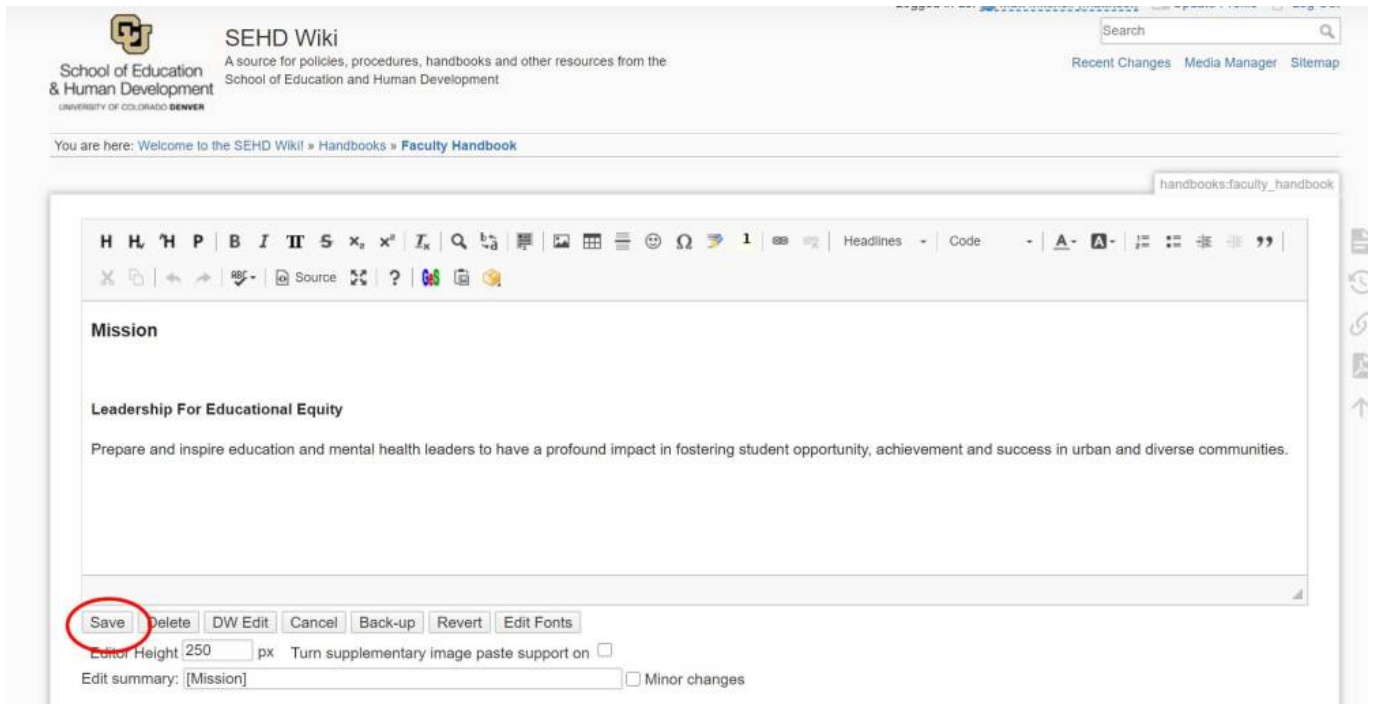 SEHD Wiki
A source for policies, procedures, handbooks and other resources from the
School of Education and Human Development
School of Education
& Human Development
UNIVERSITY OF COLORADO DENVER
Search
Recent Changes Media Manager Sitemap
You are here: Welcome to the SEHD Wiki! » Handbooks » Faculty Handbook
handbooks:faculty_handbook
Headlines Code
Source
Mission
Leadership For Educational Equity
Prepare and inspire education and mental health leaders to have a profound impact in fostering student opportunity, achievement and success in urban and diverse communities.
Save Delete DW Edit Cancel Back-up Revert Edit Fonts
Editor Height 250 px Turn supplementary image paste support on
Edit summary: [Mission] Minor changes